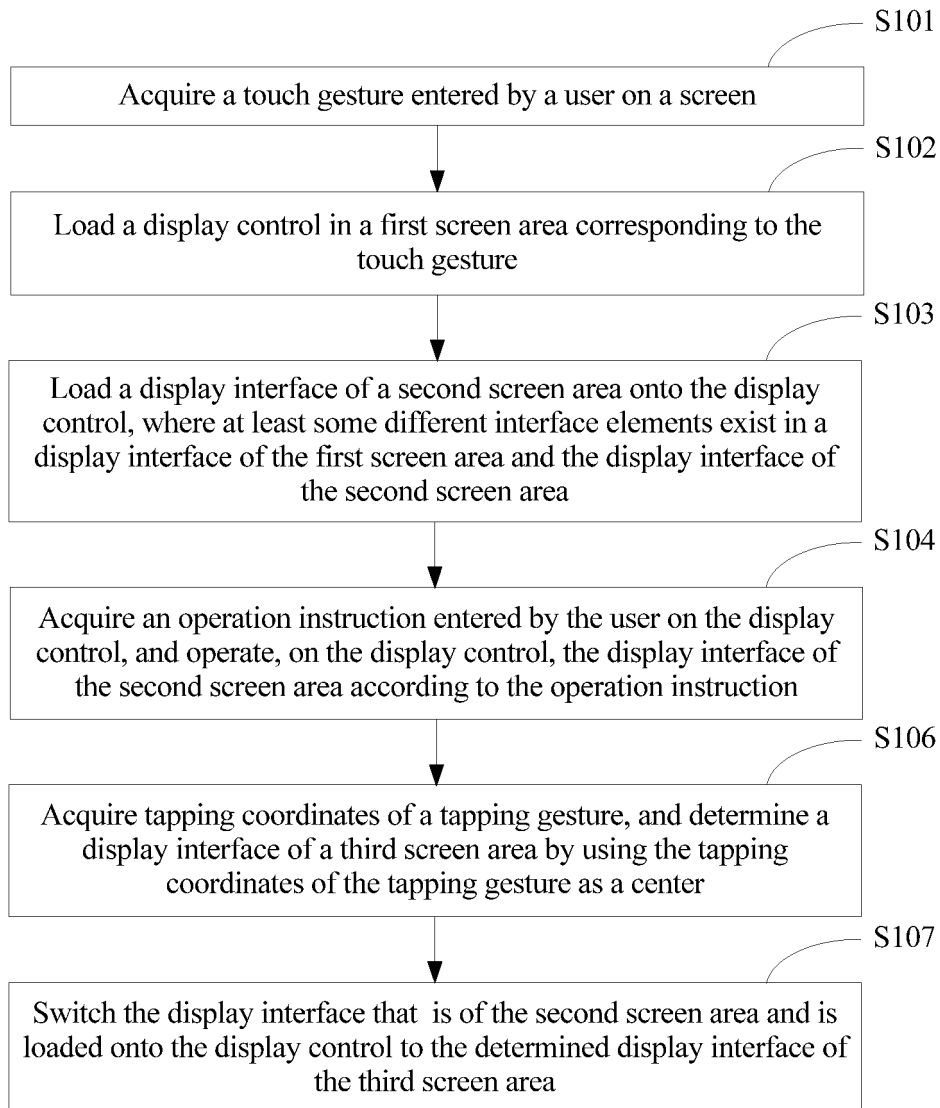 S101
Acquire a touch gesture entered by a user on a screen
S102
Load a display control in a first screen area corresponding to the
touch gesture
S103
Load a display interface of a second screen area onto the display
control, where at least some different interface elements exist in a
display interface of the first screen area and the display interface of
the second screen area
S104
Acquire an operation instruction entered by the user on the display
control, and operate, on the display control, the display interface of
the second screen area according to the operation instruction
S106
Acquire tapping coordinates of a tapping gesture, and determine a
display interface of a third screen area by using the tapping
coordinates of the tapping gesture as a center
S107
Switch the display interface that is of the second screen area and is
loaded onto the display control to the determined display interface of
the third screen area